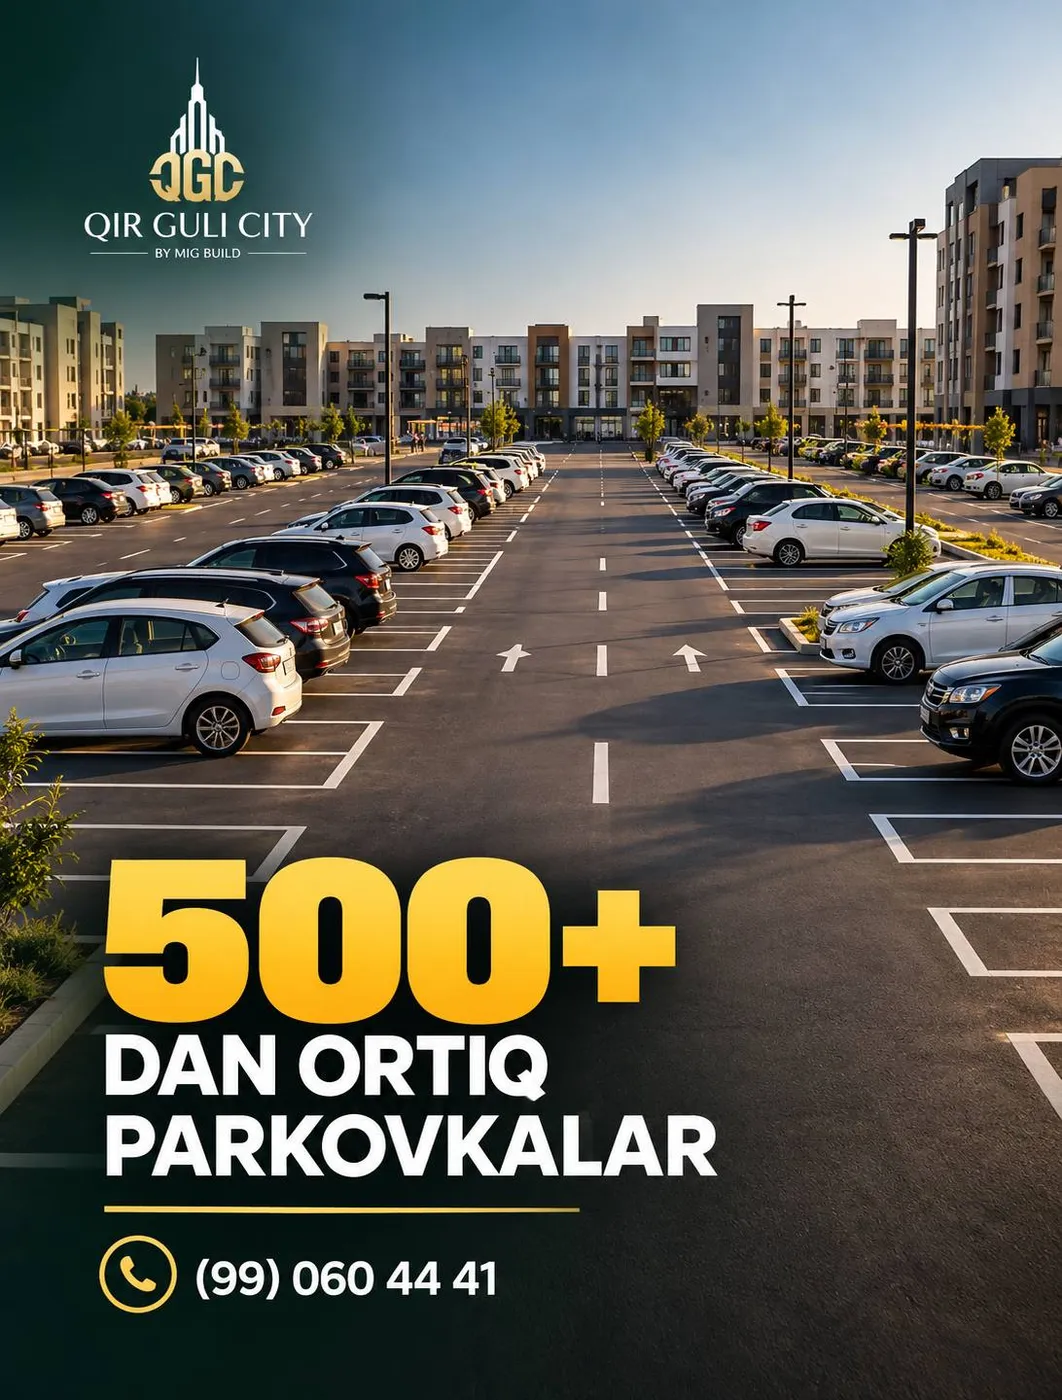 QGC
QIR GULI CITY
BY MIG BUILD
500+
DAN ORTIQ
PARKOVKALAR
(99) 060 44 41